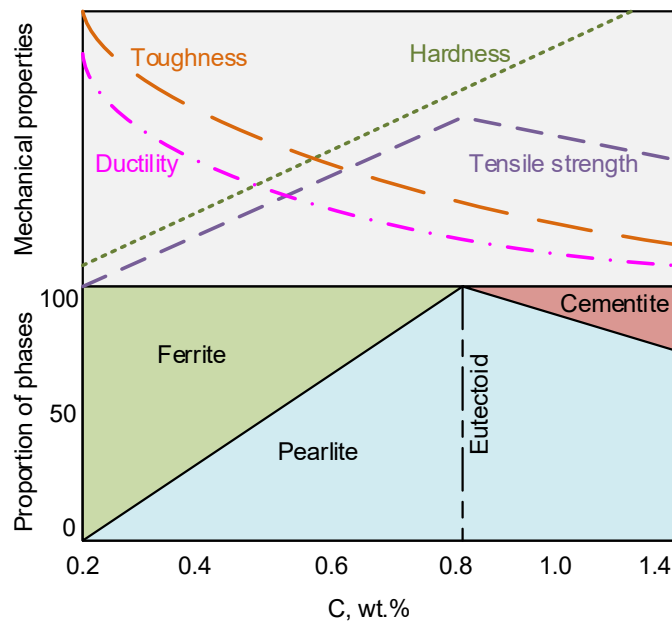 Mechanical properties
Toughness
Hardness
Ductility
Tensile strength
Proportion of phases
100
50
0
Ferrite
Pearlite
Eutectoid
Cementite
0.2 0.4 0.6 0.8 1.0 1.4
C, wt.%